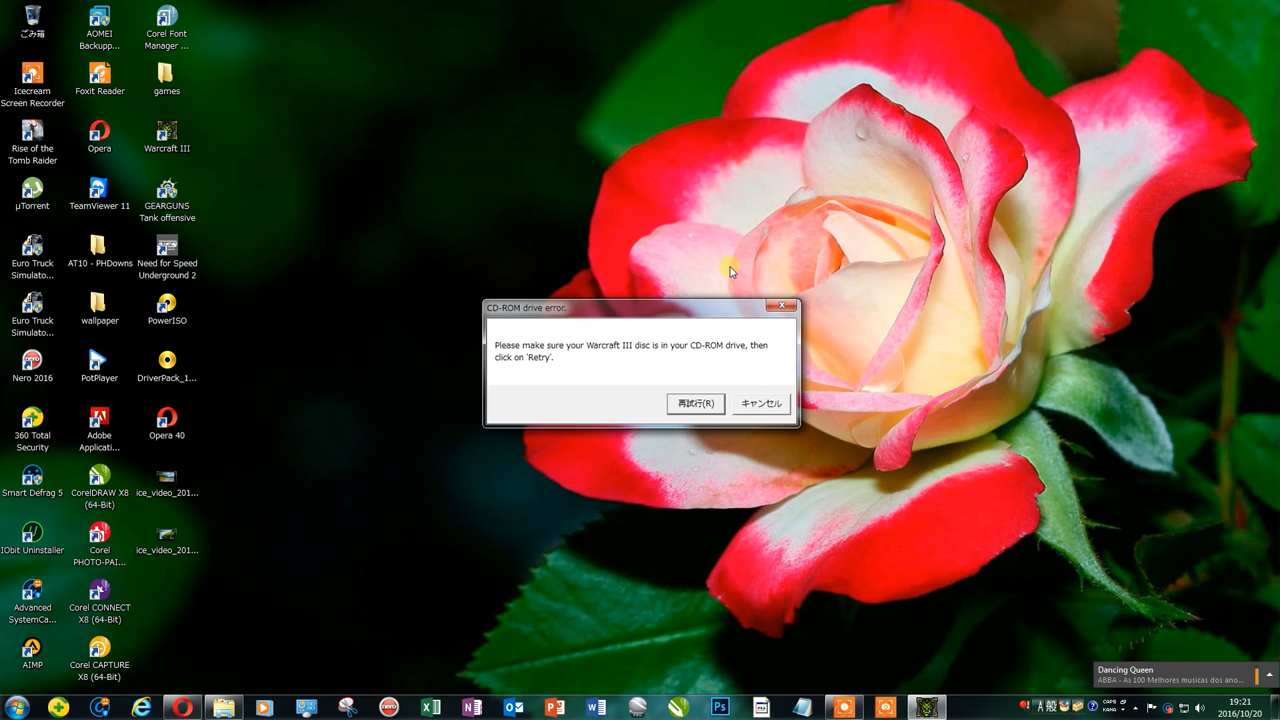 ごみ箱
AOMEI
Backupp...
Corel Font
Manager ...
Icecream
Screen Recorder
Foxit Reader
games
Rise of the
Tomb Raider
Opera
Warcraft III
µTorrent
TeamViewer 11
GEARGUNS
Tank offensive
Euro Truck
Simulato...
AT10 - PHDowns
Need for Speed
Underground 2
Euro Truck
Simulato...
wallpaper
PowerISO
Nero 2016
PotPlayer
DriverPack_1...
360 Total
Security
Adobe
Applicati...
Opera 40
Smart Defrag 5
CorelDRAW X8
(64-Bit)
ice_video_201...
IObit Uninstaller
Corel
PHOTO-PAI...
ice_video_201...
Advanced
SystemCa...
Corel CONNECT
X8 (64-Bit)
AIMP
Corel CAPTURE
X8 (64-Bit)
CD-ROM drive error.
Please make sure your Warcraft III disc is in your CD-ROM drive, then
click on 'Retry'.
再試行(R)
キャンセル
Dancing Queen
ABBA - As 100 Melhores musicas dos ano...
nero
Ps
A 般
CAPS
KANA
19:21
2016/10/20